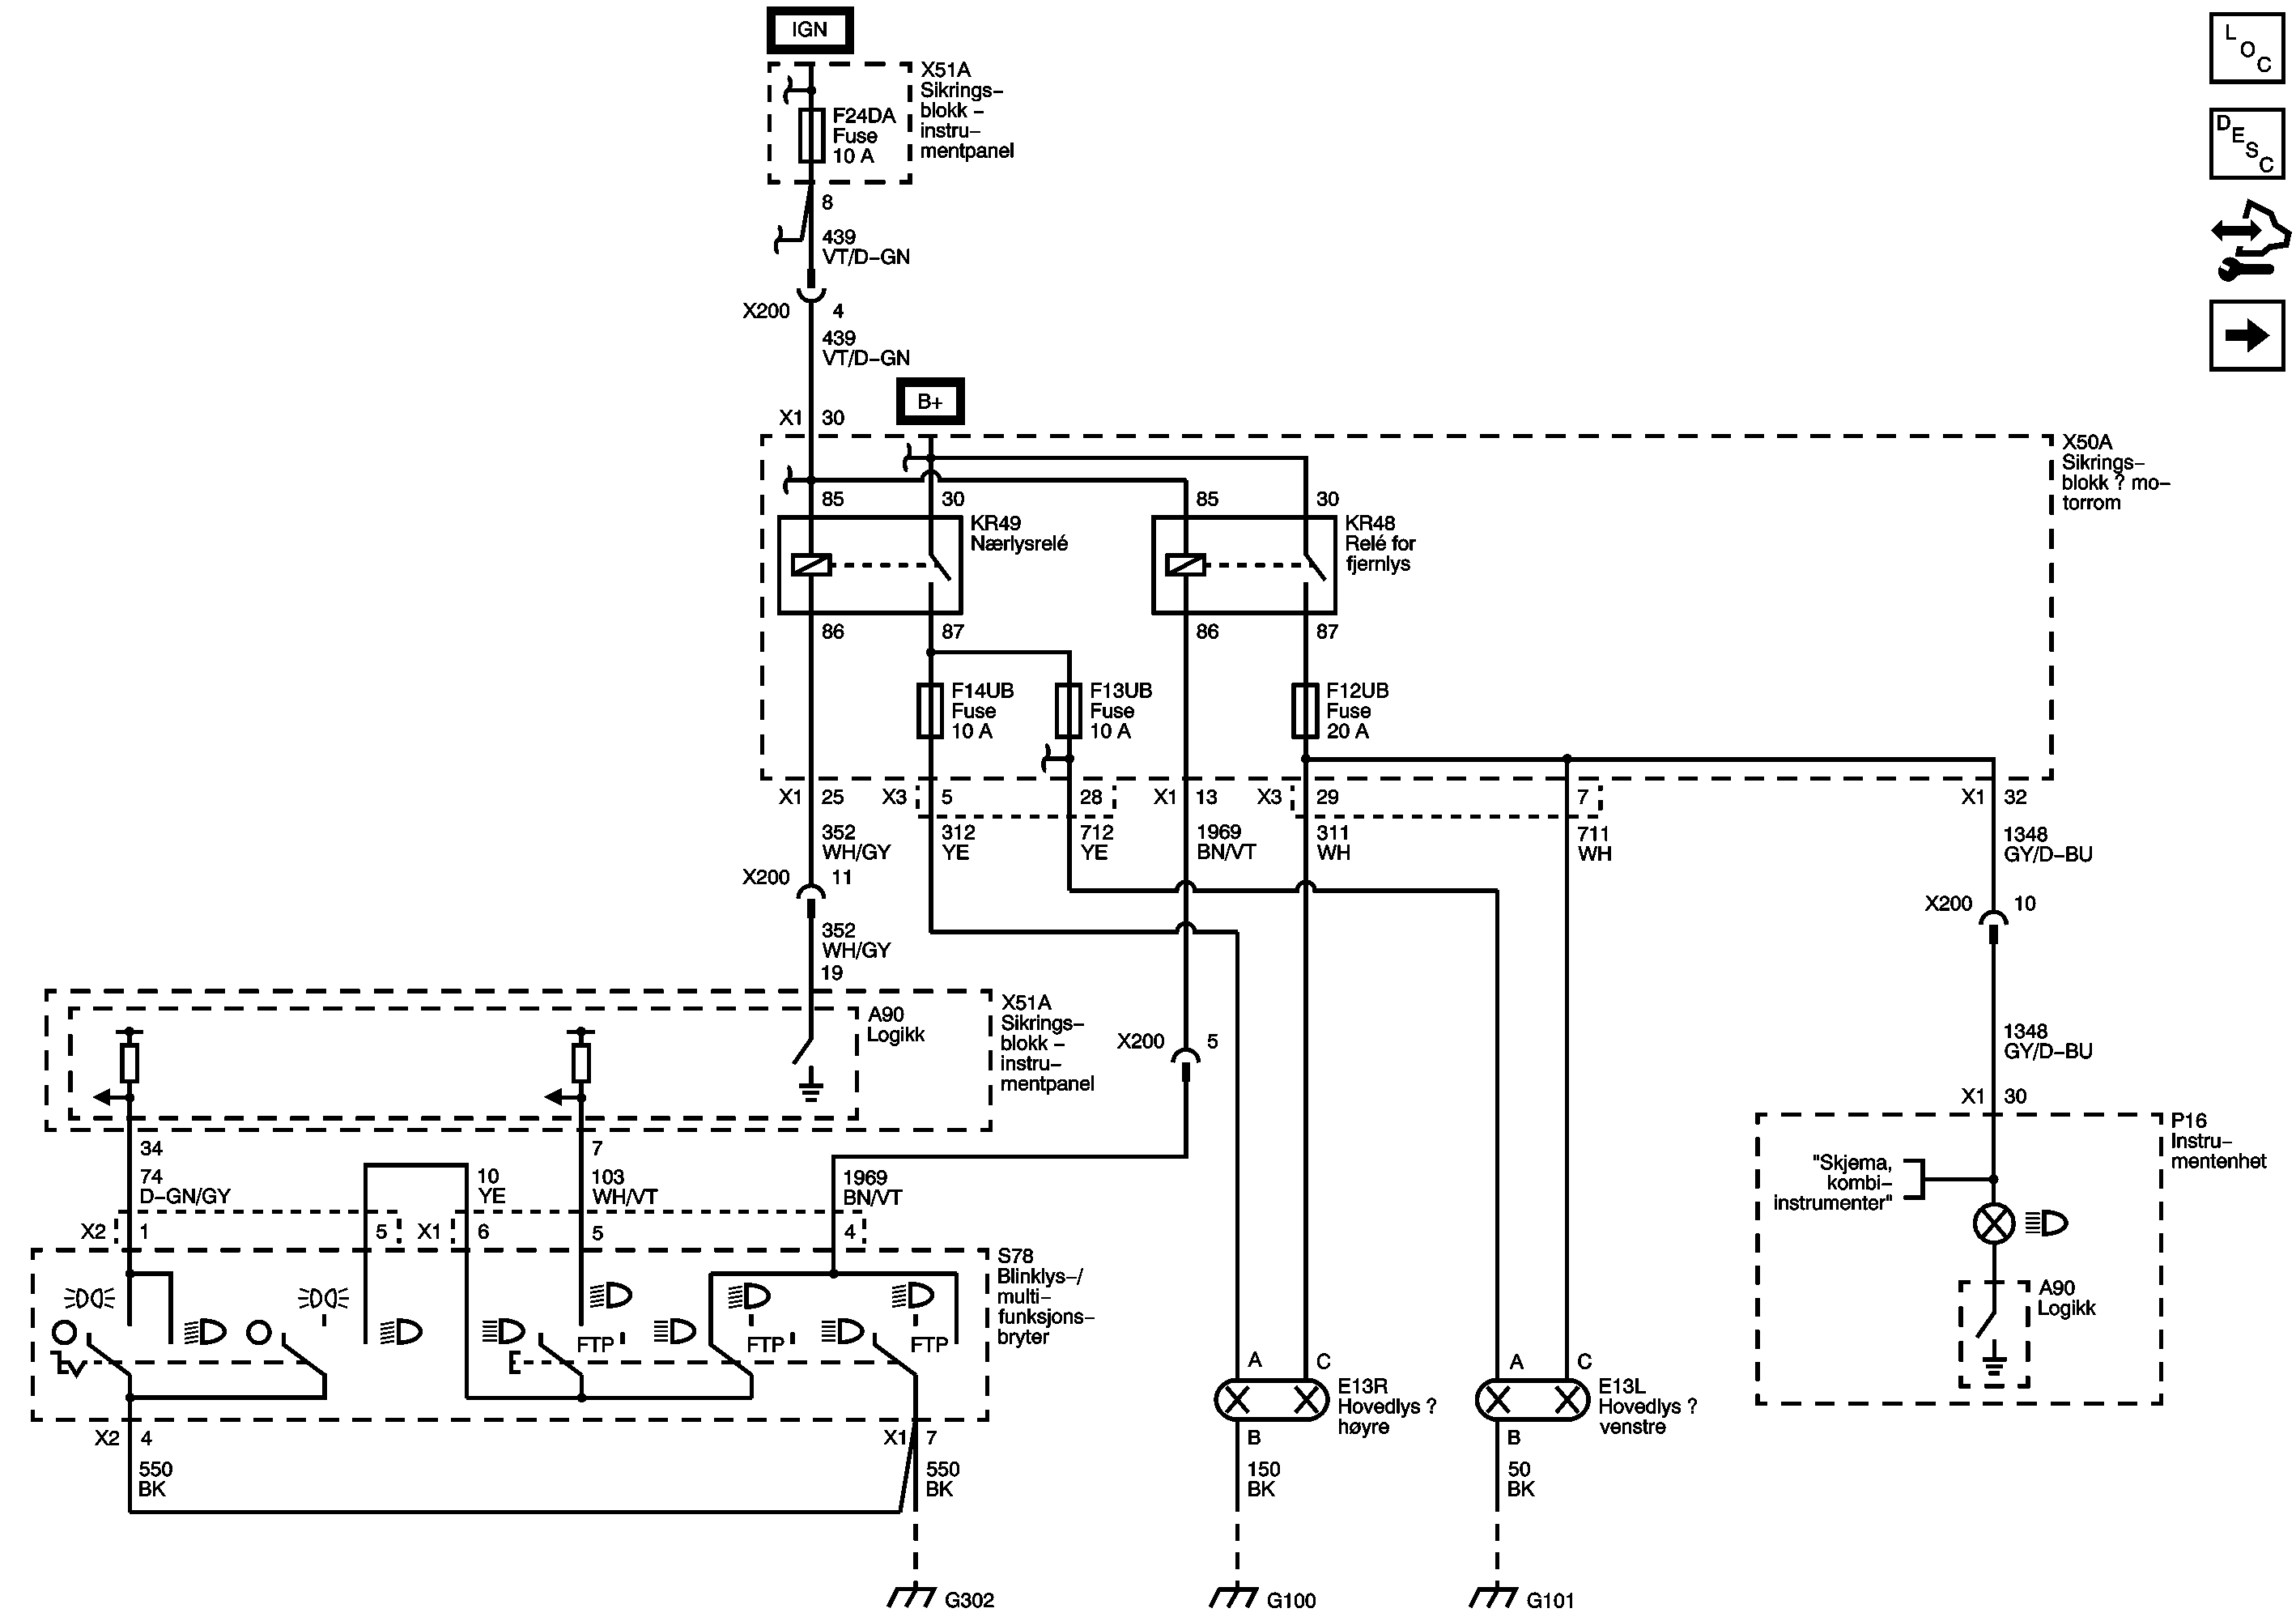 IGN
X51A
Sikrings–
blokk –
instru–
mentpanel
F24DA
Fuse
10 A
8
439
VT/D–GN
X200
4
439
VT/D–GN
L
O
C
D
E
S
C
B+
X1
30
X50A
Sikrings–
blokk ? mo–
torrom
85
30
85
30
KR49
Nærlysrelé
KR48
Relé for
fjernlys
86
87
86
87
F14UB
Fuse
10 A
F13UB
Fuse
10 A
F12UB
Fuse
20 A
X1
25
X3
5
28
X1
13
X3
29
7
X1
32
352
WH/GY
312
YE
712
YE
1969
BN/VT
311
WH
711
WH
1348
GY/D–BU
X200
11
X200
10
352
WH/GY
19
X51A
Sikrings–
blokk –
instru–
mentpanel
A90
Logikk
X200
5
1348
GY/D–BU
X1
30
P16
Instru–
mentenhet
"Skjema,
kombi–
instrumenter"
A90
Logikk
34
7
74
D–GN/GY
10
YE
103
WH/VT
1969
BN/VT
X2
1
5
X1
6
5
4
S78
Blinklys–/
multi–
funksjons–
bryter
FTP
FTP
FTP
A
C
A
C
E13R
Hovedlys ?
høyre
E13L
Hovedlys ?
venstre
X2
4
X1
7
B
B
550
BK
550
BK
150
BK
50
BK
G302
G100
G101